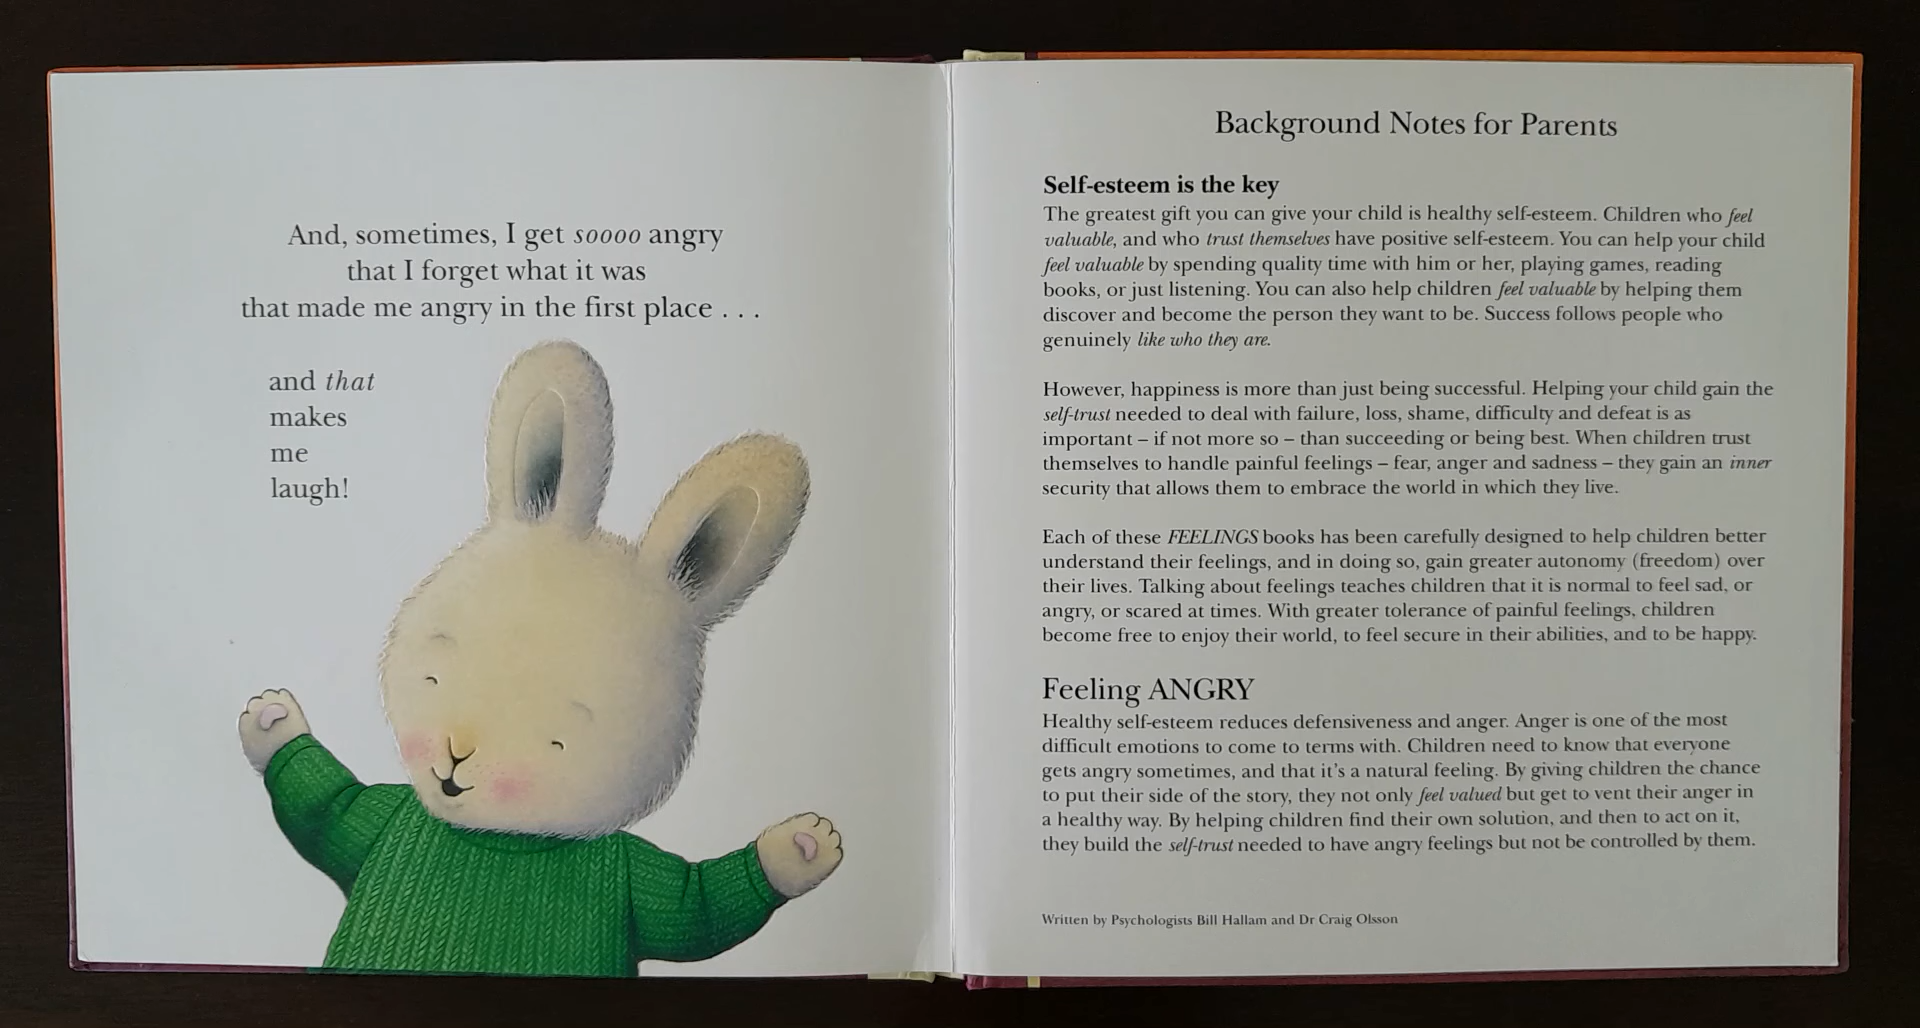 And, sometimes, I get soooo angry
that I forget what it was
that made me angry in the first place . . .
and that
makes
me
laugh!
Background Notes for Parents
Self-esteem is the key
The greatest gift you can give your child is healthy self-esteem. Children who feel
valuable, and who trust themselves have positive self-esteem. You can help your child
feel valuable by spending quality time with him or her, playing games, reading
books, or just listening. You can also help children feel valuable by helping them
discover and become the person they want to be. Success follows people who
genuinely like who they are.
However, happiness is more than just being successful. Helping your child gain the
self-trust needed to deal with failure, loss, shame, difficulty and defeat is as
important – if not more so – than succeeding or being best. When children trust
themselves to handle painful feelings – fear, anger and sadness – they gain an inner
security that allows them to embrace the world in which they live.
Each of these FEELINGS books has been carefully designed to help children better
understand their feelings, and in doing so, gain greater autonomy (freedom) over
their lives. Talking about feelings teaches children that it is normal to feel sad, or
angry, or scared at times. With greater tolerance of painful feelings, children
become free to enjoy their world, to feel secure in their abilities, and to be happy.
Feeling ANGRY
Healthy self-esteem reduces defensiveness and anger. Anger is one of the most
difficult emotions to come to terms with. Children need to know that everyone
gets angry sometimes, and that it's a natural feeling. By giving children the chance
to put their side of the story, they not only feel valued but get to vent their anger in
a healthy way. By helping children find their own solution, and then to act on it,
they build the self-trust needed to have angry feelings but not be controlled by them.
Written by Psychologists Bill Hallam and Dr Craig Olsson